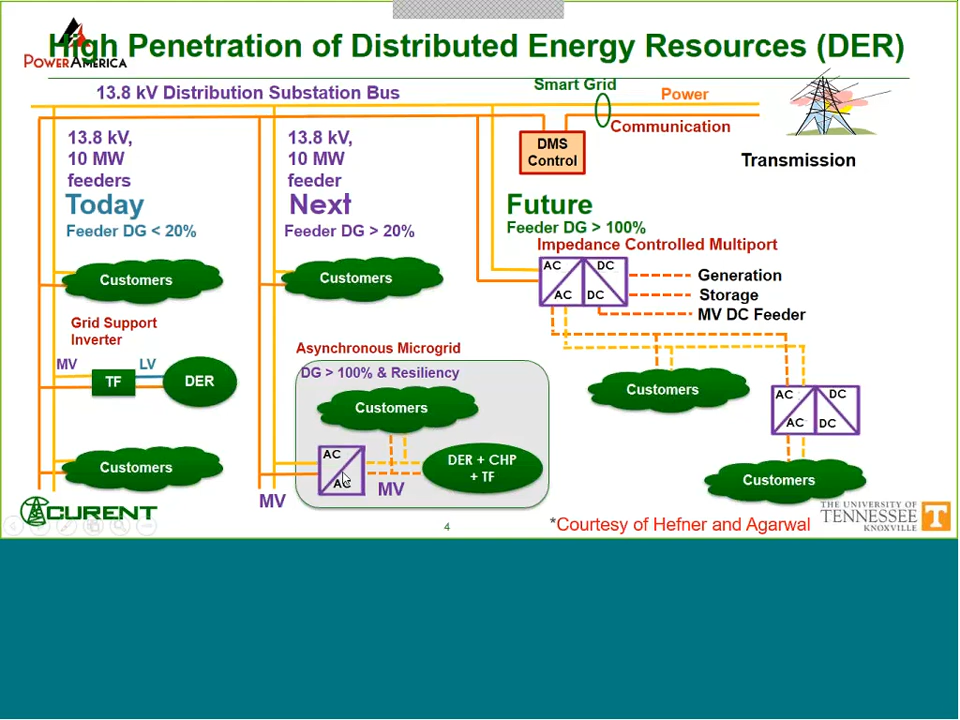 High Penetration of Distributed Energy Resources (DER)
POWERAMERICA
13.8 kV Distribution Substation Bus
Smart Grid
Power
Communication
DMS
Control
Transmission
13.8 kV,
10 MW
feeders
Today
Feeder DG < 20%
Customers
Grid Support
Inverter
MV
LV
TF
DER
Customers
13.8 kV,
10 MW
feeder
Next
Feeder DG > 20%
Customers
Asynchronous Microgrid
DG > 100% & Resiliency
Customers
AC
AC
DER + CHP
+ TF
MV
MV
Future
Feeder DG > 100%
Impedance Controlled Multiport
AC
DC
AC
DC
Generation
Storage
MV DC Feeder
Customers
AC
DC
AC
DC
Customers
CURENT
4
*Courtesy of Hefner and Agarwal
THE UNIVERSITY OF
TENNESSEE
KNOXVILLE
T